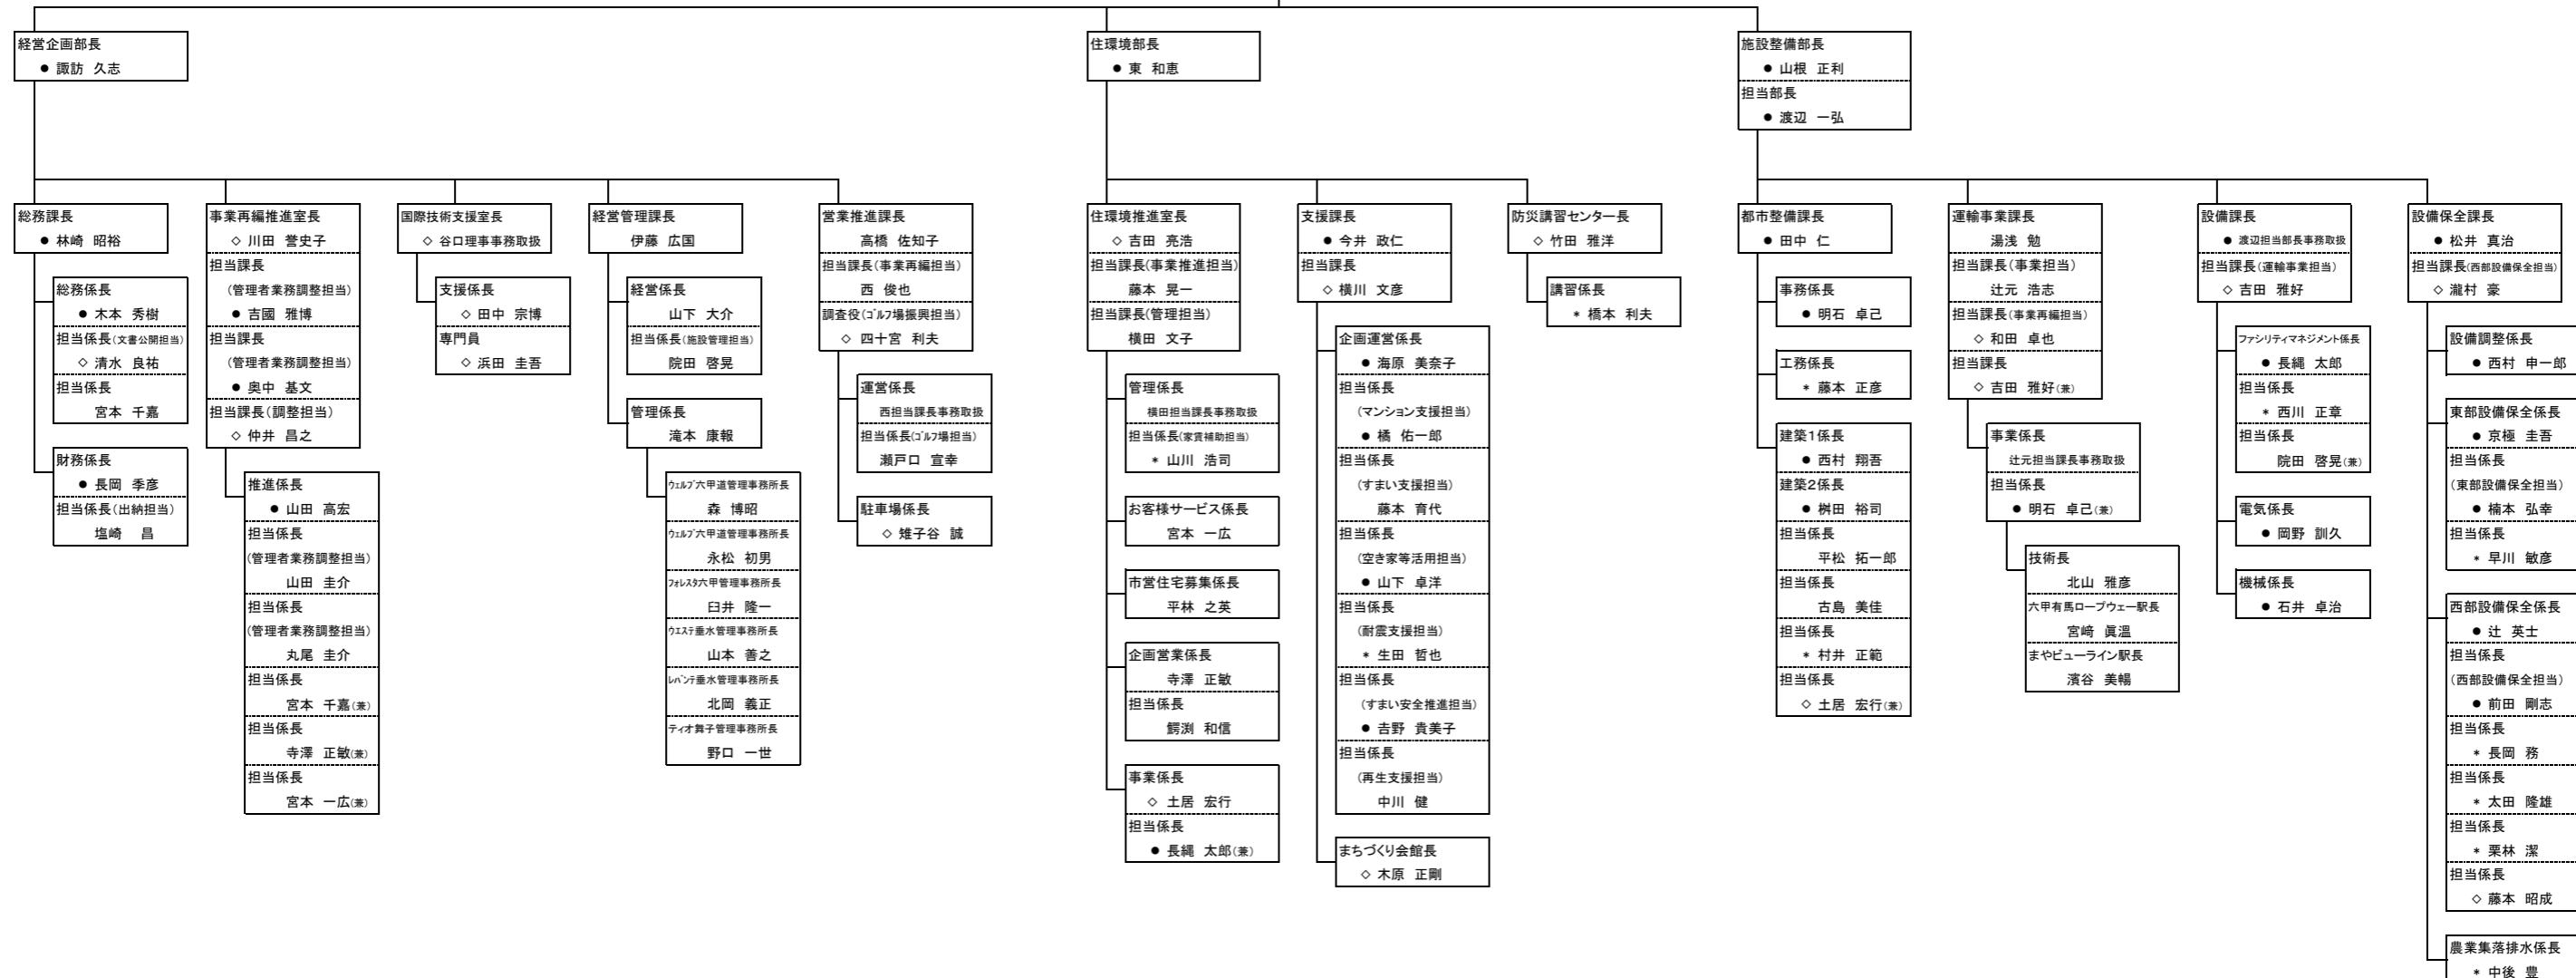 経営企画部長
● 諏訪 久志
住環境部長
● 東 和恵
施設整備部長
● 山根 正利
担当部長
● 渡辺 一弘
総務課長
● 林崎 昭裕
総務係長
● 木本 秀樹
担当係長(文書公開担当)
◇ 清水 良祐
担当係長
宮本 千嘉
財務係長
● 長岡 季彦
担当係長(出納担当)
塩崎 昌
事業再編推進室長
◇ 川田 誉史子
担当課長
(管理者業務調整担当)
● 吉國 雅博
担当課長
(管理者業務調整担当)
● 奥中 基文
担当課長(調整担当)
◇ 仲井 昌之
推進係長
● 山田 高宏
担当係長
(管理者業務調整担当)
山田 圭介
担当係長
(管理者業務調整担当)
丸尾 圭介
担当係長
宮本 千嘉(兼)
担当係長
寺澤 正敏(兼)
担当係長
宮本 一広(兼)
国際技術支援室長
◇ 谷口理事事務取扱
支援係長
◇ 田中 宗博
専門員
◇ 浜田 圭吾
経営管理課長
伊藤 広国
経営係長
山下 大介
担当係長(施設管理担当)
院田 啓晃
管理係長
滝本 康報
ウェルブ六甲道管理事務所長
森 博昭
ウェルブ六甲道管理事務所長
永松 初男
フォレスタ六甲管理事務所長
臼井 隆一
ウエステ垂水管理事務所長
山本 善之
レバンテ垂水管理事務所長
北岡 義正
ティオ舞子管理事務所長
野口 一世
営業推進課長
高橋 佐知子
担当課長(事業再編担当)
西 俊也
調査役(ゴルフ場振興担当)
◇ 四十宮 利夫
運営係長
西担当課長事務取扱
担当係長(ゴルフ場担当)
瀬戸口 宣幸
駐車場係長
◇ 雉子谷 誠
住環境推進室長
◇ 吉田 亮浩
担当課長(事業推進担当)
藤本 晃一
担当課長(管理担当)
横田 文子
管理係長
横田担当課長事務取扱
担当係長(家賃補助担当)
* 山川 浩司
お客様サービス係長
宮本 一広
市営住宅募集係長
平林 之英
企画営業係長
寺澤 正敏
担当係長
鰐渕 和信
事業係長
◇ 土居 宏行
担当係長
● 長縄 太郎(兼)
支援課長
● 今井 政仁
担当課長
◇ 横川 文彦
企画運営係長
● 海原 美奈子
担当係長
(マンション支援担当)
● 橘 佑一郎
担当係長
(すまい支援担当)
藤本 育代
担当係長
(空き家等活用担当)
● 山下 卓洋
担当係長
(耐震支援担当)
* 生田 哲也
担当係長
(すまい安全推進担当)
● 吉野 貴美子
担当係長
(再生支援担当)
中川 健
まちづくり会館長
◇ 木原 正剛
防災講習センター長
◇ 竹田 雅洋
講習係長
* 橋本 利夫
都市整備課長
● 田中 仁
事務係長
● 明石 卓己
工務係長
* 藤本 正彦
建築1係長
● 西村 翔吾
建築2係長
● 桝田 裕司
担当係長
平松 拓一郎
担当係長
古島 美佳
担当係長
* 村井 正範
担当係長
◇ 土居 宏行(兼)
運輸事業課長
湯浅 勉
担当課長(事業担当)
辻元 浩志
担当課長(事業再編担当)
◇ 和田 卓也
担当課長
◇ 吉田 雅好(兼)
事業係長
辻元担当課長事務取扱
担当係長
● 明石 卓己(兼)
技術長
北山 雅彦
六甲有馬ロープウェー駅長
宮﨑 眞溫
まやビューライン駅長
濱谷 美暢
設備課長
● 渡辺担当部長事務取扱
担当課長(運輸事業担当)
◇ 吉田 雅好
ファシリティマネジメント係長
● 長縄 太郎
担当係長
* 西川 正章
担当係長
院田 啓晃(兼)
電気係長
● 岡野 訓久
機械係長
● 石井 卓治
設備保全課長
● 松井 真治
担当課長(西部設備保全担当)
◇ 瀧村 豪
設備調整係長
● 西村 申一郎
東部設備保全係長
● 京極 圭吾
担当係長
(東部設備保全担当)
● 楠本 弘幸
担当係長
* 早川 敏彦
西部設備保全係長
● 辻 英士
担当係長
(西部設備保全担当)
● 前田 剛志
担当係長
* 長岡 務
担当係長
* 太田 隆雄
担当係長
* 栗林 潔
担当係長
◇ 藤本 昭成
農業集落排水係長
* 中後 豊